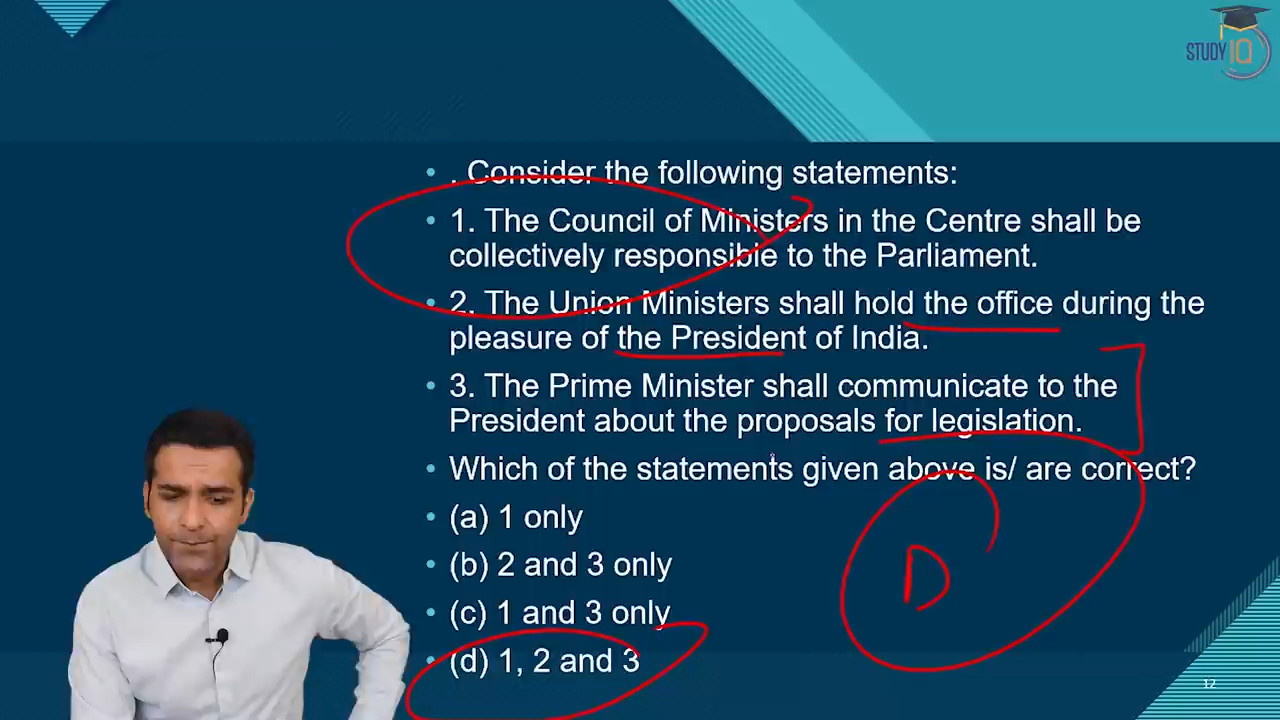 STUDY IQ
. Consider the following statements:
1. The Council of Ministers in the Centre shall be
collectively responsible to the Parliament.
2. The Union Ministers shall hold the office during the
pleasure of the President of India.
3. The Prime Minister shall communicate to the
President about the proposals for legislation.
Which of the statements given above is/ are correct?
(a) 1 only
(b) 2 and 3 only
D
(c) 1 and 3 only
(d) 1, 2 and 3
12